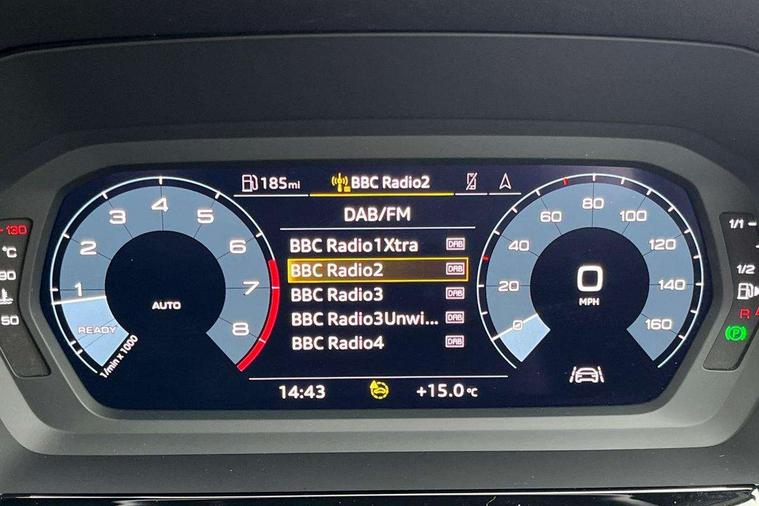 185mi
BBC Radio2
DAB/FM
BBC Radio1Xtra DAB
BBC Radio2 DAB
BBC Radio3 DAB
BBC Radio3Unwi... DAB
BBC Radio4 DAB
14:43
+15.0 °C
1
2
3
4
5
6
7
8
AUTO
READY
1/min x 1000
0
20
40
60
80
100
120
140
160
0
MPH
130
°C
90
50
1/1
1/2
R
P